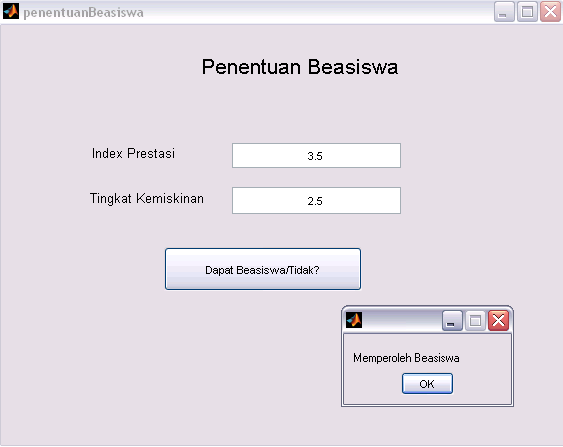 penentuanBeasiswa
Penentuan Beasiswa
Index Prestasi
3.5
Tingkat Kemiskinan
2.5
Dapat Beasiswa/Tidak?
Memperoleh Beasiswa
OK